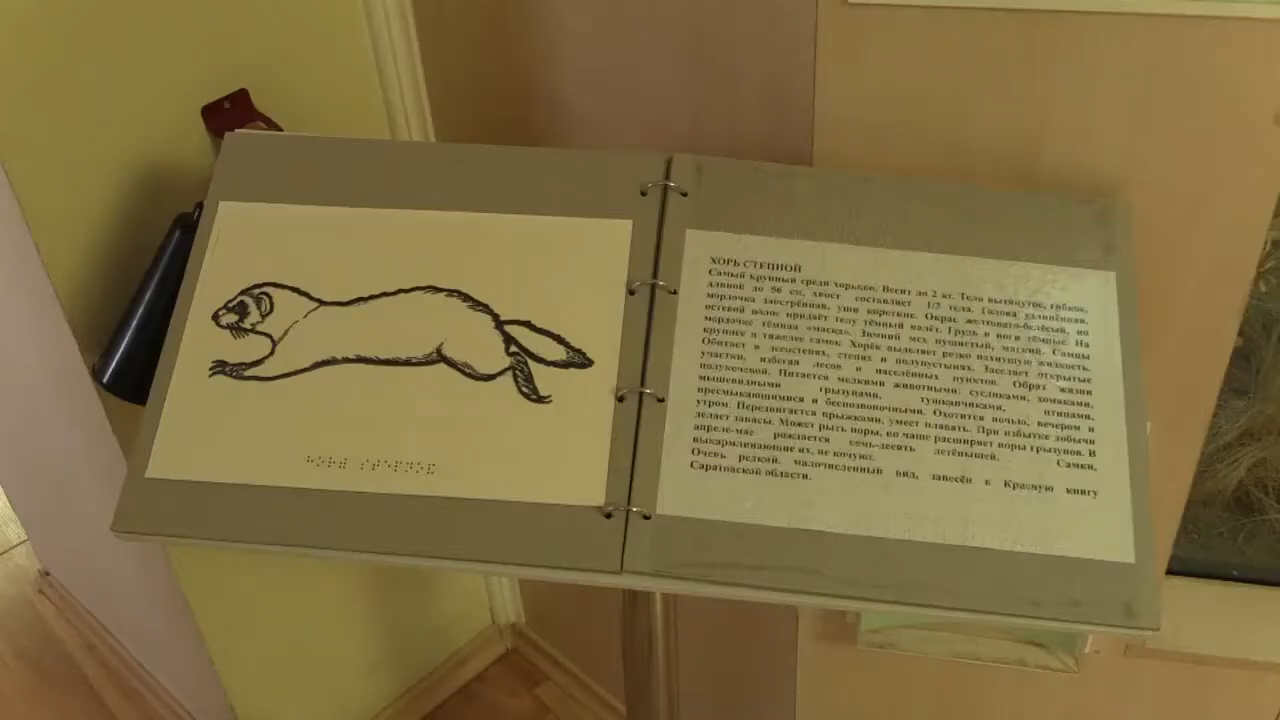 ХОРЬ СТЕПНОЙ
Самый крупный среди хорьков. Весит до 2 кг. Тело вытянутое, гибкое,
длиной до 56 см, хвост составляет 1/3 тела. Голова удлинённая,
мордочка заострённая, уши короткие. Окрас желтовато-белёсый, но
остевой волос придаёт телу тёмный налёт. Грудь и ноги тёмные. На
мордочке тёмная «маска». Зимний мех пушистый, мягкий. Самцы
крупнее и тяжелее самок. Хорёк выделяет резко пахнущую жидкость.
Обитает в лесостепях, степях и полупустынях. Заселяет открытые
участки, избегая лесов и населённых пунктов. Образ жизни
полукочевой. Питается мелкими животными: сусликами, хомяками,
мышевидными грызунами, тушканчиками, птицами,
пресмыкающимися и беспозвоночными. Охотится ночью, вечером и
утром. Передвигается прыжками, умеет плавать. При избытке добычи
делает запасы. Может рыть норы, но чаще расширяет норы грызунов. В
апреле-мае рождается семь-десять детёнышей. Самки,
выкармливающие их, не кочуют.
Очень редкий, малочисленный вид, занесён в Красную книгу
Саратовской области.